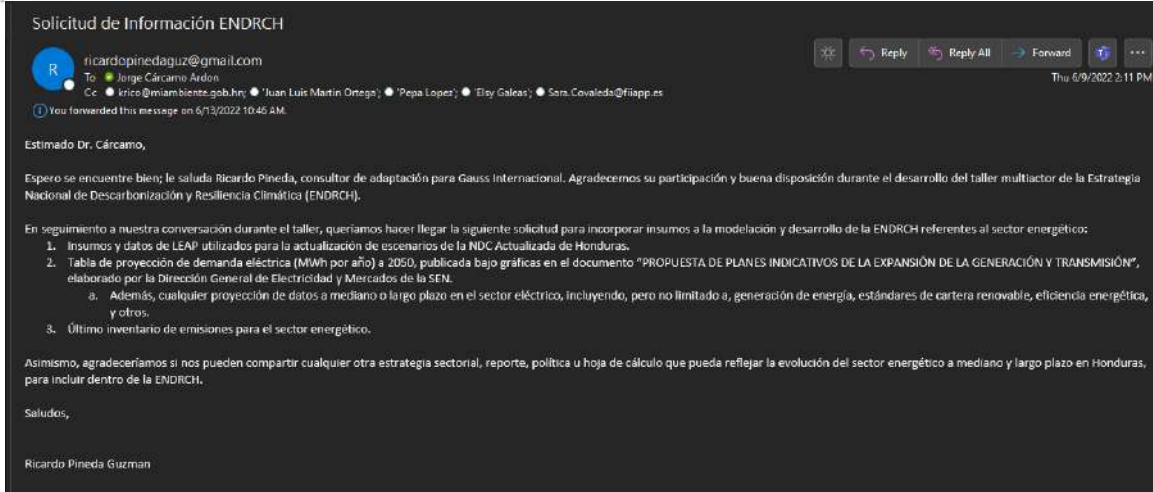 Solicitud de Información ENDRCH
R
ricardopinedaguz@gmail.com
To Jorge Cárcamo Ardon
Cc krico@miambiente.gob.hn; 'Juan Luis Martin Ortega'; 'Pepa Lopez'; 'Elsy Galeas'; Sara.Covaleda@fiiapp.es
Reply Reply All Forward
Thu 6/9/2022 2:11 PM
You forwarded this message on 6/13/2022 10:46 AM.
Estimado Dr. Cárcamo,
Espero se encuentre bien; le saluda Ricardo Pineda, consultor de adaptación para Gauss Internacional. Agradecemos su participación y buena disposición durante el desarrollo del taller multiactor de la Estrategia
Nacional de Descarbonización y Resiliencia Climática (ENDRCH).
En seguimiento a nuestra conversación durante el taller, queríamos hacer llegar la siguiente solicitud para incorporar insumos a la modelación y desarrollo de la ENDRCH referentes al sector energético:
1. Insumos y datos de LEAP utilizados para la actualización de escenarios de la NDC Actualizada de Honduras.
2. Tabla de proyección de demanda eléctrica (MWh por año) a 2050, publicada bajo gráficas en el documento "PROPUESTA DE PLANES INDICATIVOS DE LA EXPANSIÓN DE LA GENERACIÓN Y TRANSMISIÓN",
elaborado por la Dirección General de Electricidad y Mercados de la SEN.
a. Además, cualquier proyección de datos a mediano o largo plazo en el sector eléctrico, incluyendo, pero no limitado a, generación de energía, estándares de cartera renovable, eficiencia energética,
y otros.
3. Último inventario de emisiones para el sector energético.
Asimismo, agradeceríamos si nos pueden compartir cualquier otra estrategia sectorial, reporte, política u hoja de cálculo que pueda reflejar la evolución del sector energético a mediano y largo plazo en Honduras,
para incluir dentro de la ENDRCH.
Saludos,
Ricardo Pineda Guzman